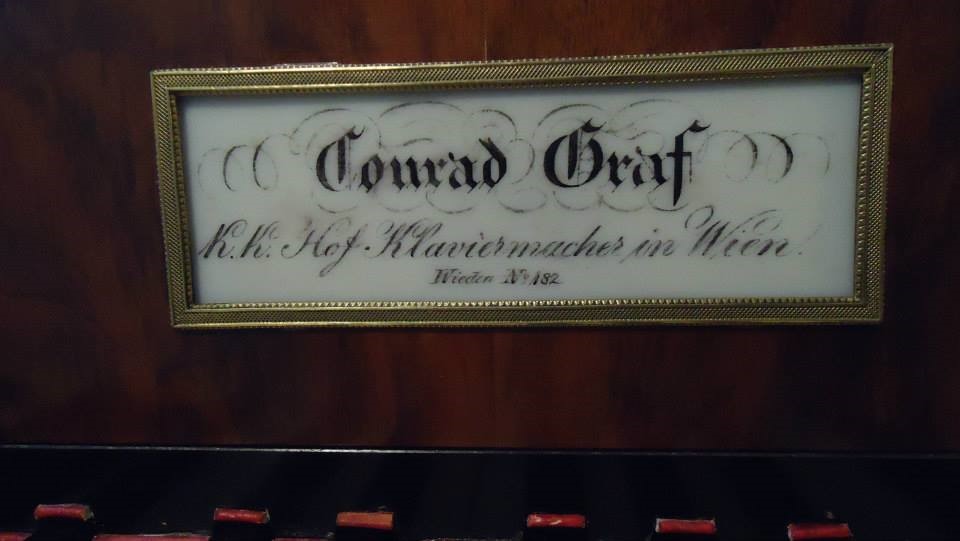 Conrad Graf
K.K. Hof-Klaviermacher in Wien.
Wieden No. 182